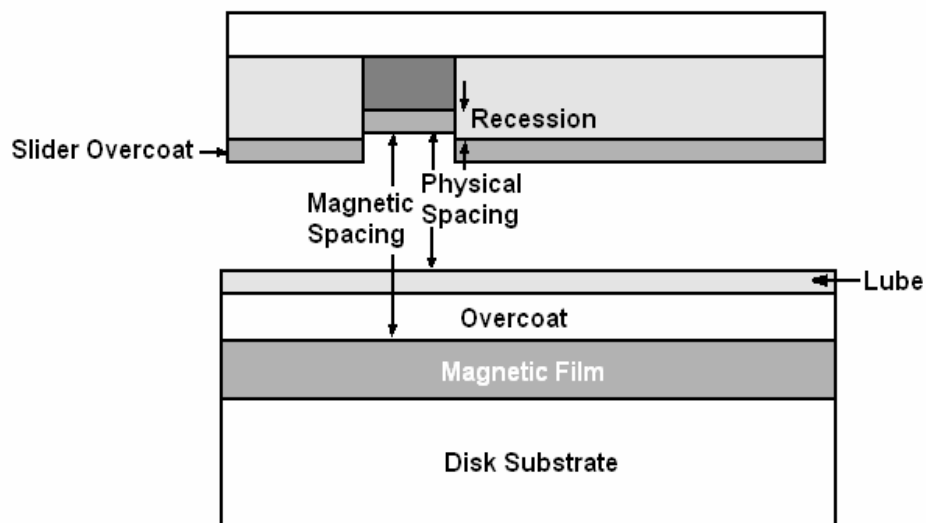 Recession
Slider Overcoat
Physical
Spacing
Magnetic
Spacing
Lube
Overcoat
Magnetic Film
Disk Substrate